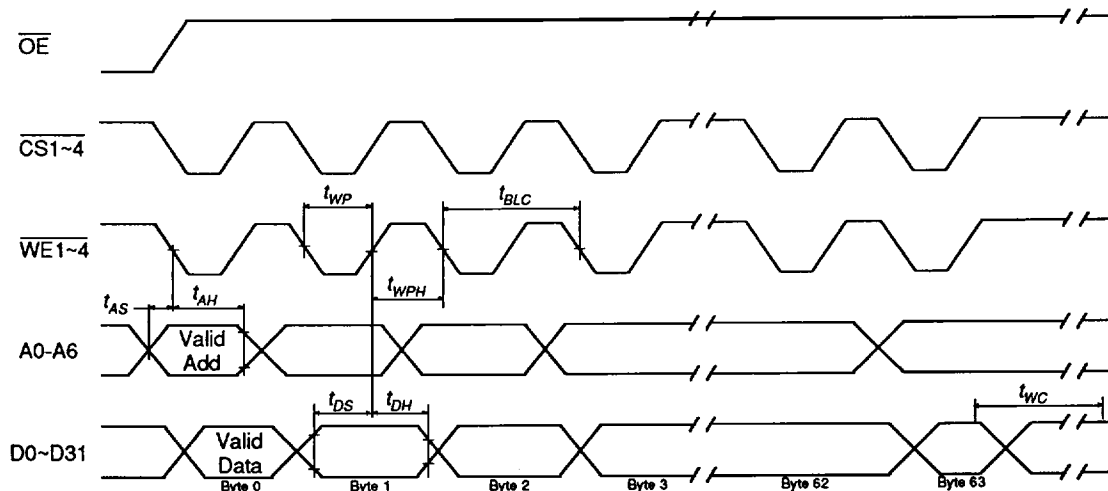 OE
CS1~4
tWP
tBLC
WE1~4
tWPH
tAS
tAH
A0-A6
Valid
Add
tDS
tDH
tWC
D0~D31
Valid
Data
Byte 0
Byte 1
Byte 2
Byte 3
Byte 62
Byte 63